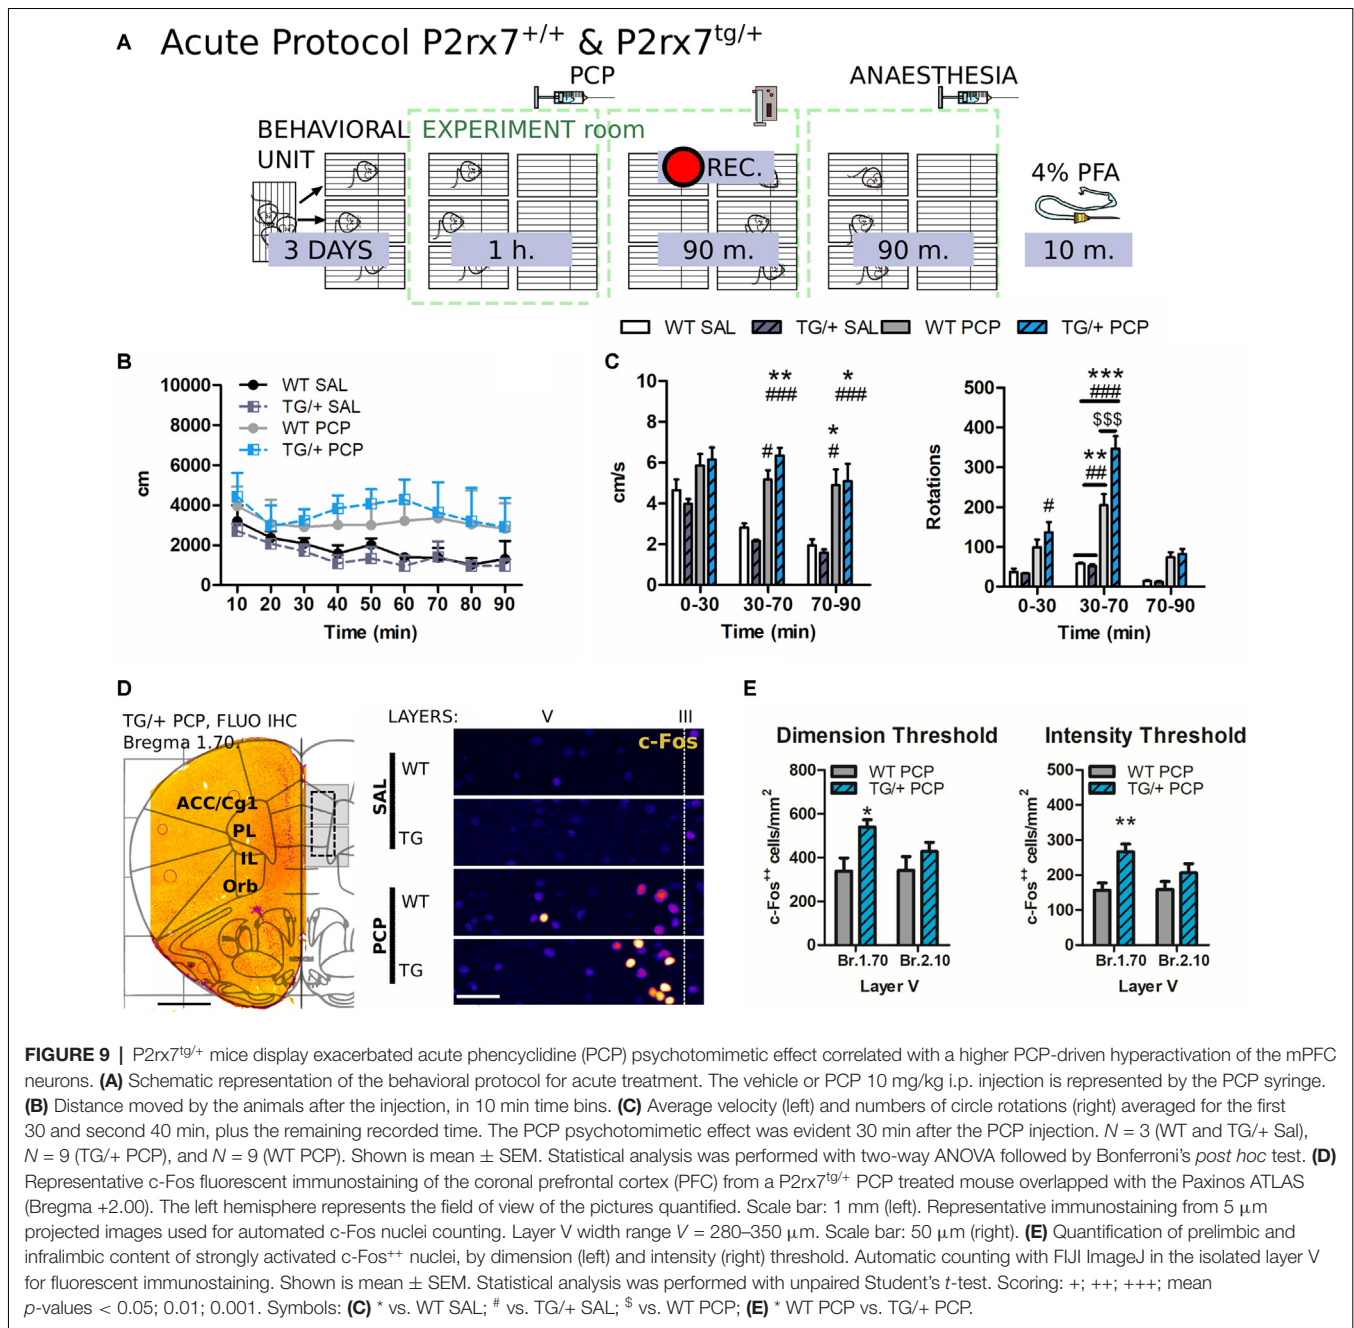 A Acute Protocol P2rx7+/+ & P2rx7tg/+
PCP
ANAESTHESIA
BEHAVIORAL UNIT
EXPERIMENT room
REC.
4% PFA
3 DAYS
1 h.
90 m.
90 m.
10 m.
WT SAL TG/+ SAL WT PCP TG/+ PCP
B
10000
8000
6000
4000
2000
0
cm
WT SAL
TG/+ SAL
WT PCP
TG/+ PCP
10 20 30 40 50 60 70 80 90
Time (min)
C
10
8
6
4
2
0
cm/s
**
###
*
###
#
*
#
0-30 30-70 70-90
Time (min)
500
400
300
200
100
0
Rotations
***
###
$$$
**
##
#
0-30 30-70 70-90
Time (min)
D
TG/+ PCP, FLUO IHC
Bregma 1.70.
ACC/Cg1
PL
IL
Orb
LAYERS: V III
c-Fos
SAL
WT
TG
PCP
WT
TG
E
Dimension Threshold
800
600
400
200
0
c-Fos++ cells/mm2
WT PCP
TG/+ PCP
*
Br.1.70 Br.2.10
Layer V
Intensity Threshold
500
400
300
200
100
0
c-Fos++ cells/mm2
WT PCP
TG/+ PCP
**
Br.1.70 Br.2.10
Layer V
FIGURE 9 | P2rx7tg/+ mice display exacerbated acute phencyclidine (PCP) psychotomimetic effect correlated with a higher PCP-driven hyperactivation of the mPFC
neurons. (A) Schematic representation of the behavioral protocol for acute treatment. The vehicle or PCP 10 mg/kg i.p. injection is represented by the PCP syringe.
(B) Distance moved by the animals after the injection, in 10 min time bins. (C) Average velocity (left) and numbers of circle rotations (right) averaged for the first
30 and second 40 min, plus the remaining recorded time. The PCP psychotomimetic effect was evident 30 min after the PCP injection. N = 3 (WT and TG/+ Sal),
N = 9 (TG/+ PCP), and N = 9 (WT PCP). Shown is mean ± SEM. Statistical analysis was performed with two-way ANOVA followed by Bonferroni's post hoc test. (D)
Representative c-Fos fluorescent immunostaining of the coronal prefrontal cortex (PFC) from a P2rx7tg/+ PCP treated mouse overlapped with the Paxinos ATLAS
(Bregma +2.00). The left hemisphere represents the field of view of the pictures quantified. Scale bar: 1 mm (left). Representative immunostaining from 5 μm
projected images used for automated c-Fos nuclei counting. Layer V width range V = 280–350 μm. Scale bar: 50 μm (right). (E) Quantification of prelimbic and
infralimbic content of strongly activated c-Fos++ nuclei, by dimension (left) and intensity (right) threshold. Automatic counting with FIJI ImageJ in the isolated layer V
for fluorescent immunostaining. Shown is mean ± SEM. Statistical analysis was performed with unpaired Student's t-test. Scoring: +; ++; +++; mean
p-values < 0.05; 0.01; 0.001. Symbols: (C) * vs. WT SAL; # vs. TG/+ SAL; $ vs. WT PCP; (E) * WT PCP vs. TG/+ PCP.